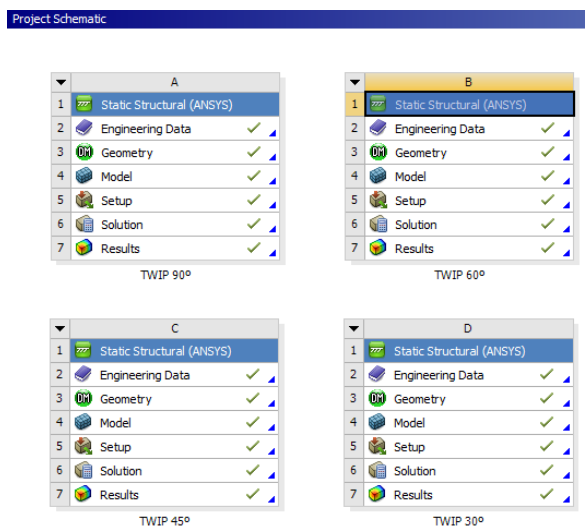 Project Schematic
A
1 Static Structural (ANSYS)
2 Engineering Data
3 DM Geometry
4 Model
5 Setup
6 Solution
7 Results
TWIP 90º
B
1 Static Structural (ANSYS)
2 Engineering Data
3 DM Geometry
4 Model
5 Setup
6 Solution
7 Results
TWIP 60º
C
1 Static Structural (ANSYS)
2 Engineering Data
3 DM Geometry
4 Model
5 Setup
6 Solution
7 Results
TWIP 45º
D
1 Static Structural (ANSYS)
2 Engineering Data
3 DM Geometry
4 Model
5 Setup
6 Solution
7 Results
TWIP 30º